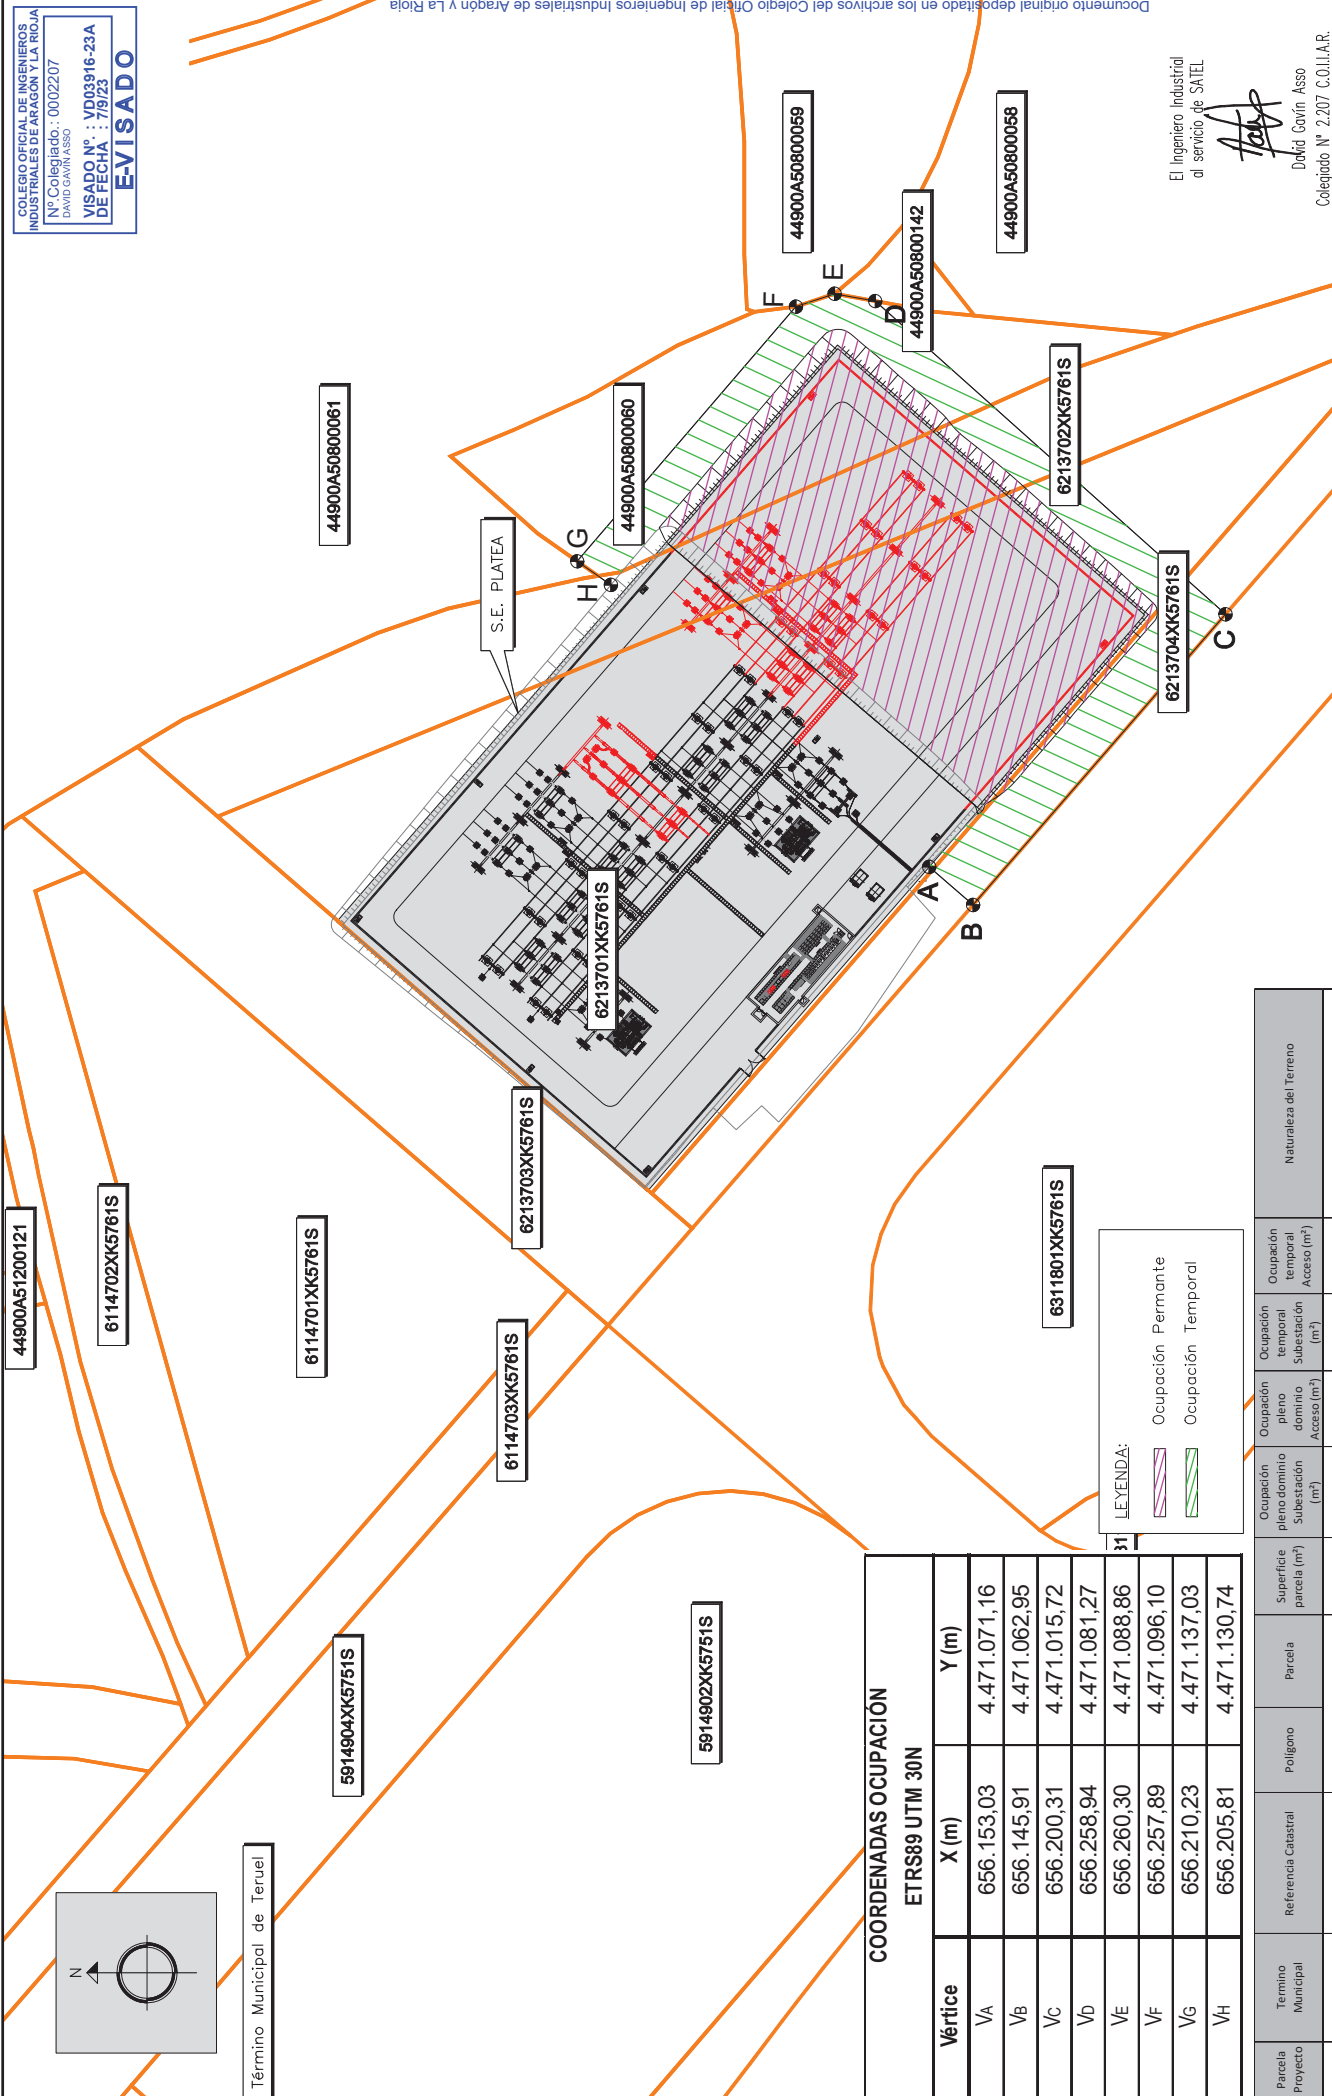 COLEGIO OFICIAL DE INGENIEROS
INDUSTRIALES DE ARAGÓN Y LA RIOJA
Nº.Colegiado.: 0002207
DAVID GAVÍN ASSO
VISADO Nº. : VD03916-23A
DE FECHA : 7/9/23
E-VISADO
Documento original depositado en los archivos del Colegio Oficial de Ingenieros Industriales de Aragón y La Rioja
El Ingeniero Industrial
al servicio de SATEL
David Gavín Asso
Colegiado Nº 2.207 C.O.I.I.A.R.
N
Término Municipal de Teruel
44900A51200121
6114702XK5761S
6114701XK5761S
6114703XK5761S
6213703XK5761S
5914904XK5751S
5914902XK5751S
44900A50800061
44900A50800060
44900A50800059
44900A50800142
44900A50800058
6213702XK5761S
6213704XK5761S
6213701XK5761S
6311801XK5761S
S.E. PLATEA
A
B
C
D
E
F
G
H
31
LEYENDA:
Ocupación Permante
Ocupación Temporal
COORDENADAS OCUPACIÓN
ETRS89 UTM 30N
Vértice X (m) Y (m)
VA 656.153,03 4.471.071,16
VB 656.145,91 4.471.062,95
VC 656.200,31 4.471.015,72
VD 656.258,94 4.471.081,27
VE 656.260,30 4.471.088,86
VF 656.257,89 4.471.096,10
VG 656.210,23 4.471.137,03
VH 656.205,81 4.471.130,74
Parcela
Proyecto
Termino
Municipal
Referencia Catastral
Polígono
Parcela
Superficie
parcela (m²)
Ocupación
pleno dominio
Subestación
(m²)
Ocupación
pleno
dominio
Acceso (m²)
Ocupación
temporal
Subestación
(m²)
Ocupación
temporal
Acceso (m²)
Naturaleza del Terreno